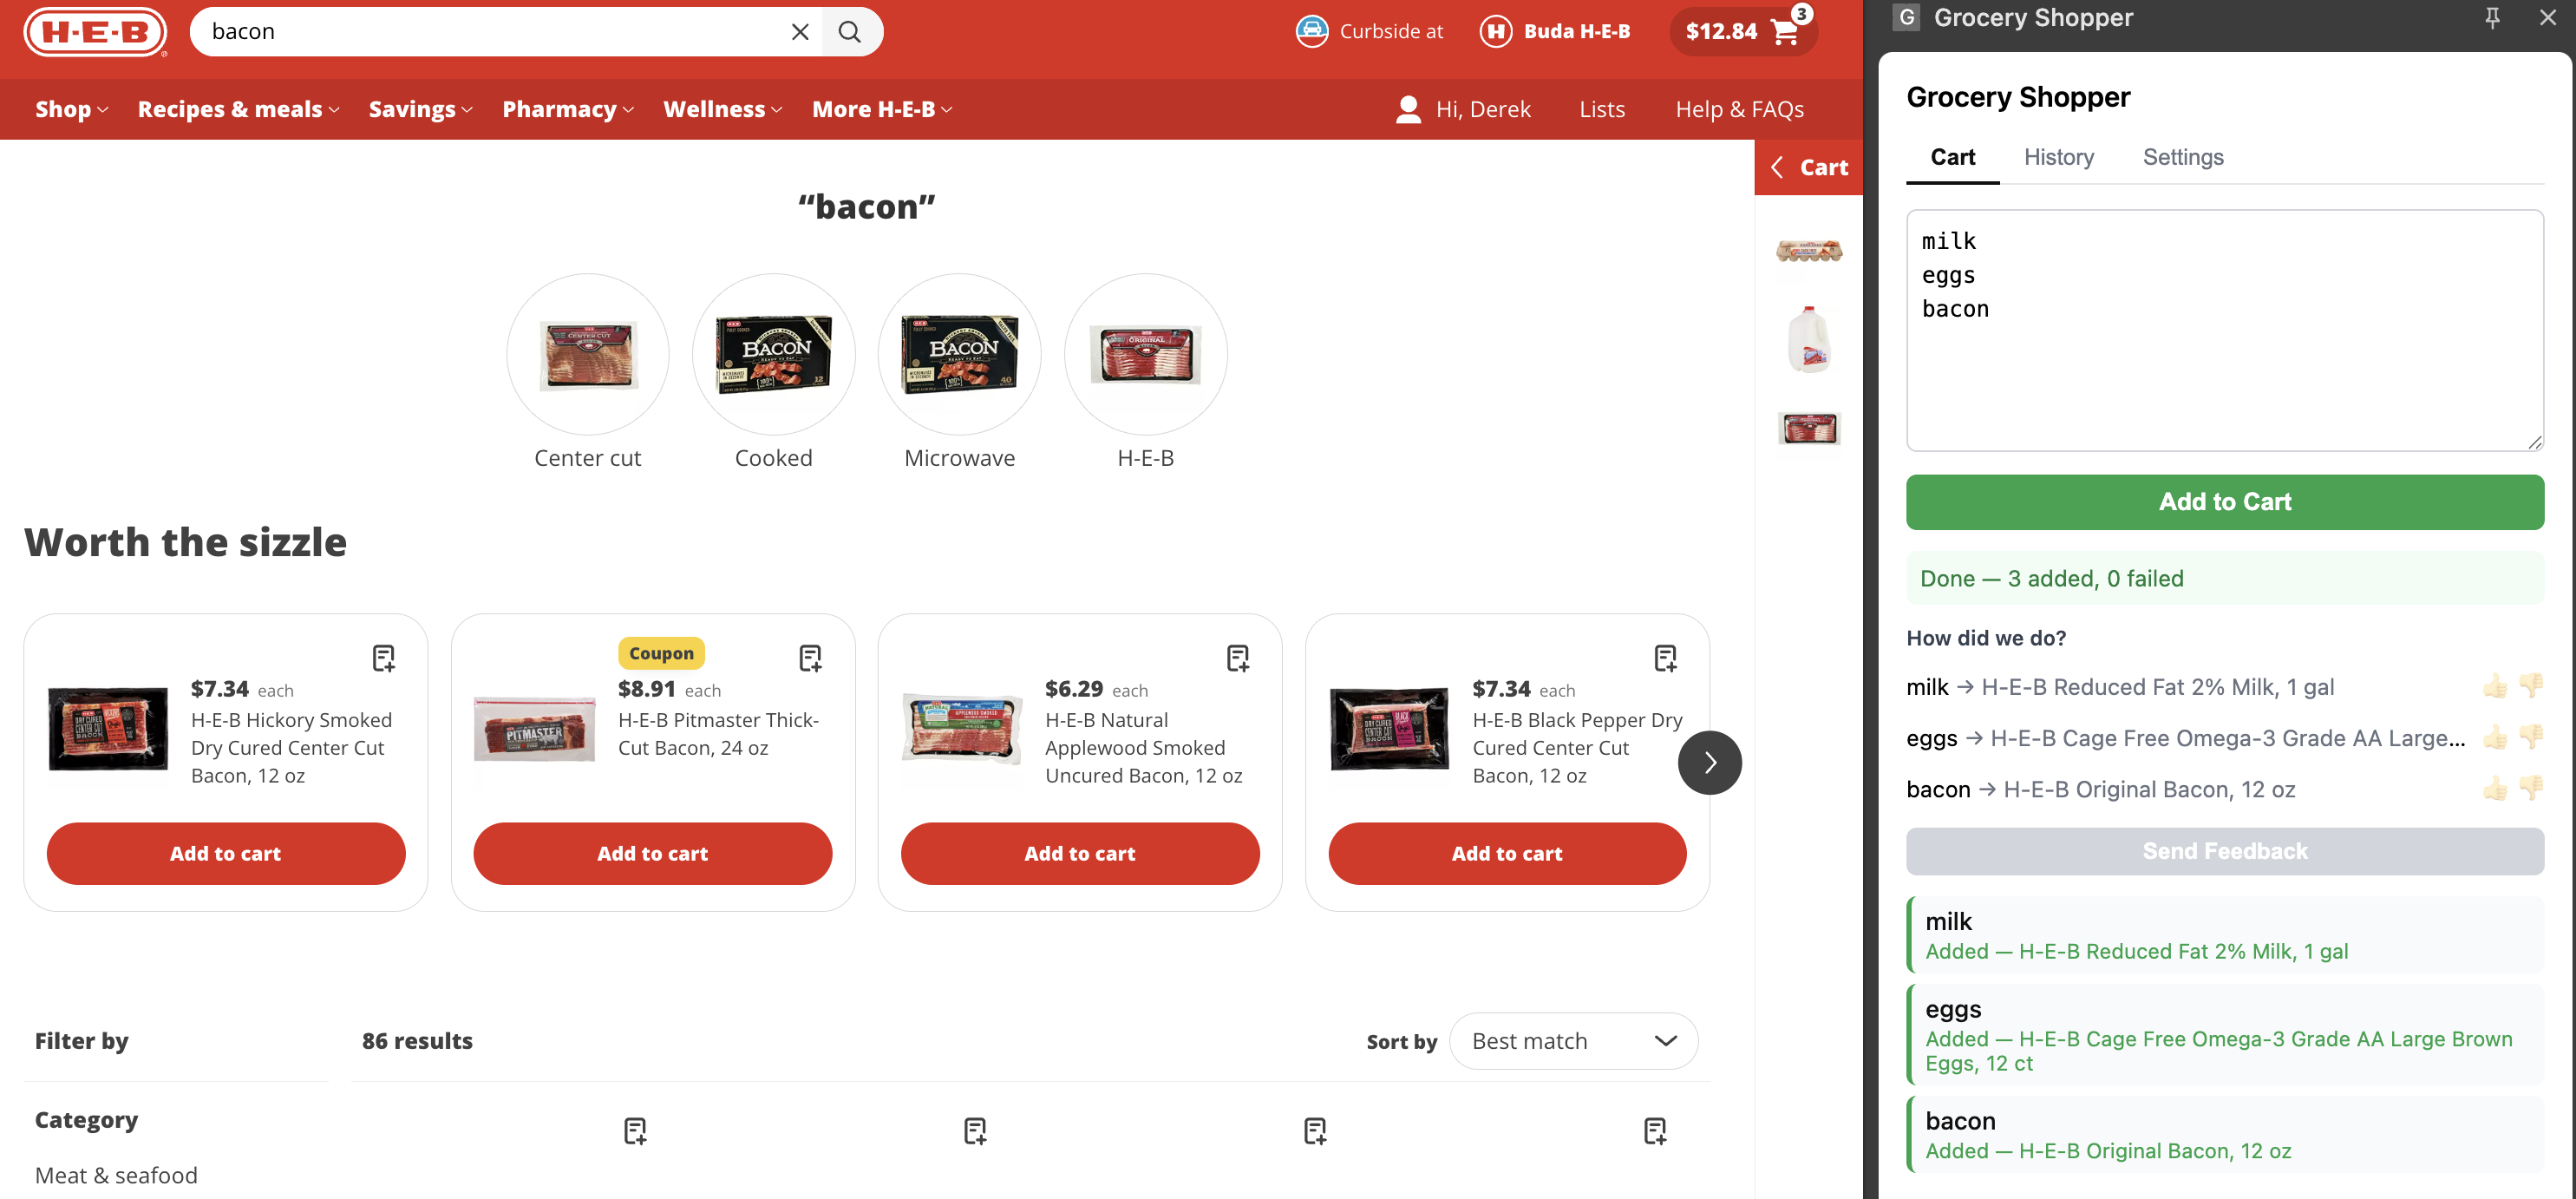 H-E-B
bacon
Curbside at
Buda H-E-B
$12.84
3
Shop
Recipes & meals
Savings
Pharmacy
Wellness
More H-E-B
Hi, Derek
Lists
Help & FAQs
Cart
“bacon”
CENTER CUT
BACON
12
BACON
40
ORIGINAL
Center cut
Cooked
Microwave
H-E-B
Worth the sizzle
$7.34 each
H-E-B Hickory Smoked
Dry Cured Center Cut
Bacon, 12 oz
Add to cart
Coupon
$8.91 each
H-E-B Pitmaster Thick-
Cut Bacon, 24 oz
PITMASTER
Add to cart
$6.29 each
H-E-B Natural
Applewood Smoked
Uncured Bacon, 12 oz
Add to cart
$7.34 each
H-E-B Black Pepper Dry
Cured Center Cut
Bacon, 12 oz
Add to cart
Filter by
86 results
Sort by
Best match
Category
Meat & seafood
G
Grocery Shopper
Grocery Shopper
Cart
History
Settings
milk
eggs
bacon
Add to Cart
Done — 3 added, 0 failed
How did we do?
milk → H-E-B Reduced Fat 2% Milk, 1 gal
eggs → H-E-B Cage Free Omega-3 Grade AA Large...
bacon → H-E-B Original Bacon, 12 oz
Send Feedback
milk
Added — H-E-B Reduced Fat 2% Milk, 1 gal
eggs
Added — H-E-B Cage Free Omega-3 Grade AA Large Brown
Eggs, 12 ct
bacon
Added — H-E-B Original Bacon, 12 oz